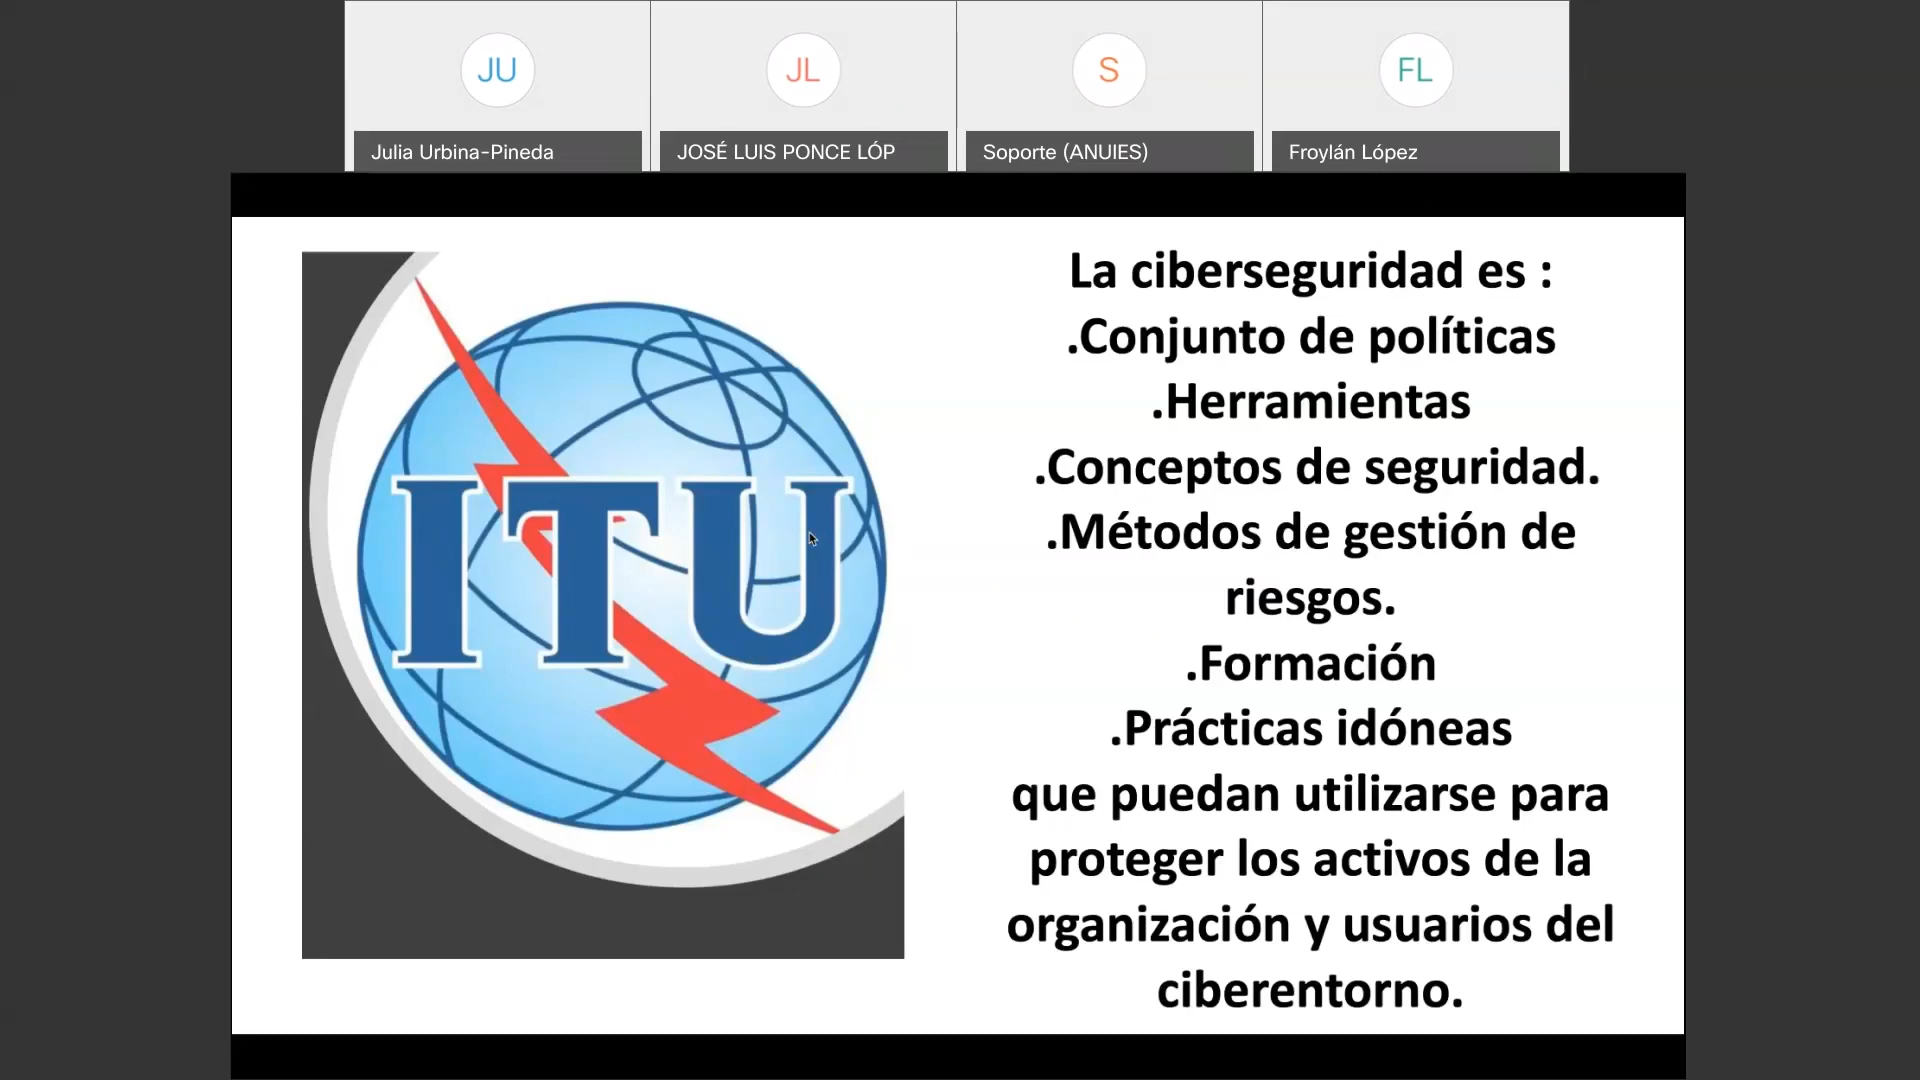 JU
JL
S
FL
Julia Urbina-Pineda
JOSÉ LUIS PONCE LÓP
Soporte (ANUIES)
Froylán López
ITU
La ciberseguridad es :
.Conjunto de políticas
.Herramientas
.Conceptos de seguridad.
.Métodos de gestión de
riesgos.
.Formación
.Prácticas idóneas
que puedan utilizarse para
proteger los activos de la
organización y usuarios del
ciberentorno.